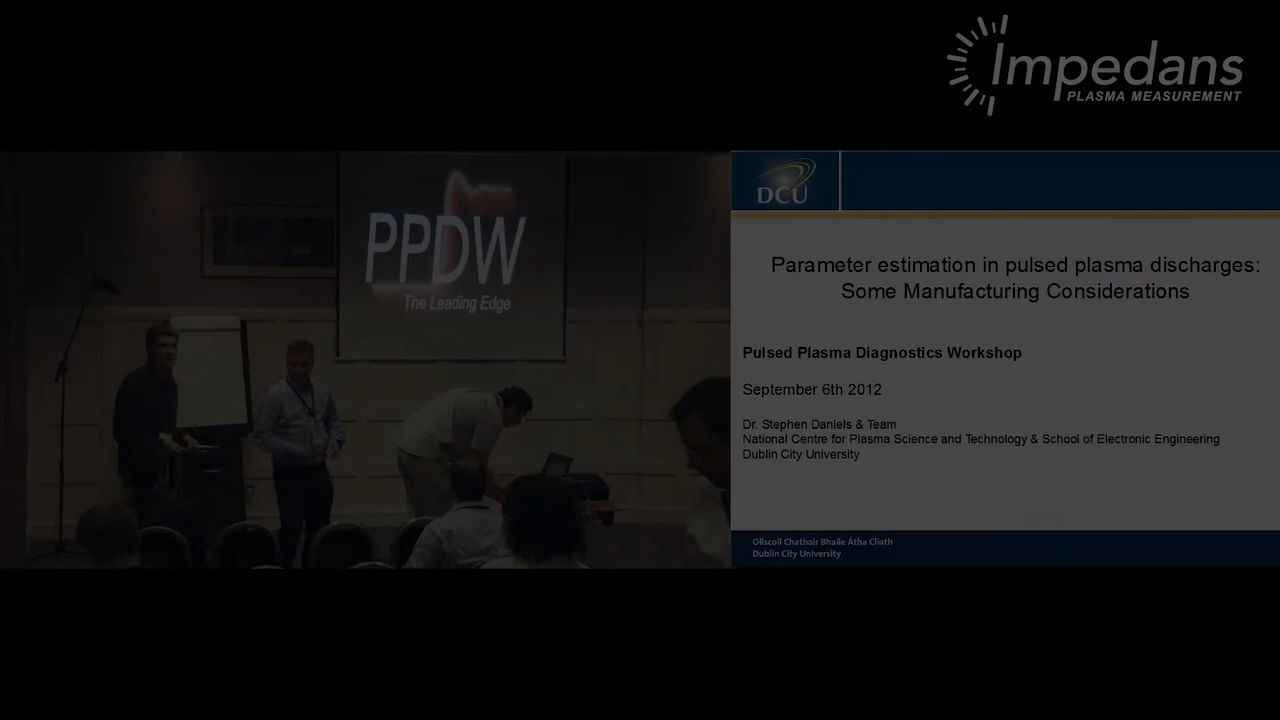 Impedans
PLASMA MEASUREMENT
PPDW
The Leading Edge
DCU
Parameter estimation in pulsed plasma discharges:
Some Manufacturing Considerations
Pulsed Plasma Diagnostics Workshop
September 6th 2012
Dr. Stephen Daniels & Team
National Centre for Plasma Science and Technology & School of Electronic Engineering
Dublin City University
Ollscoil Chathair Bhaile Átha Cliath
Dublin City University